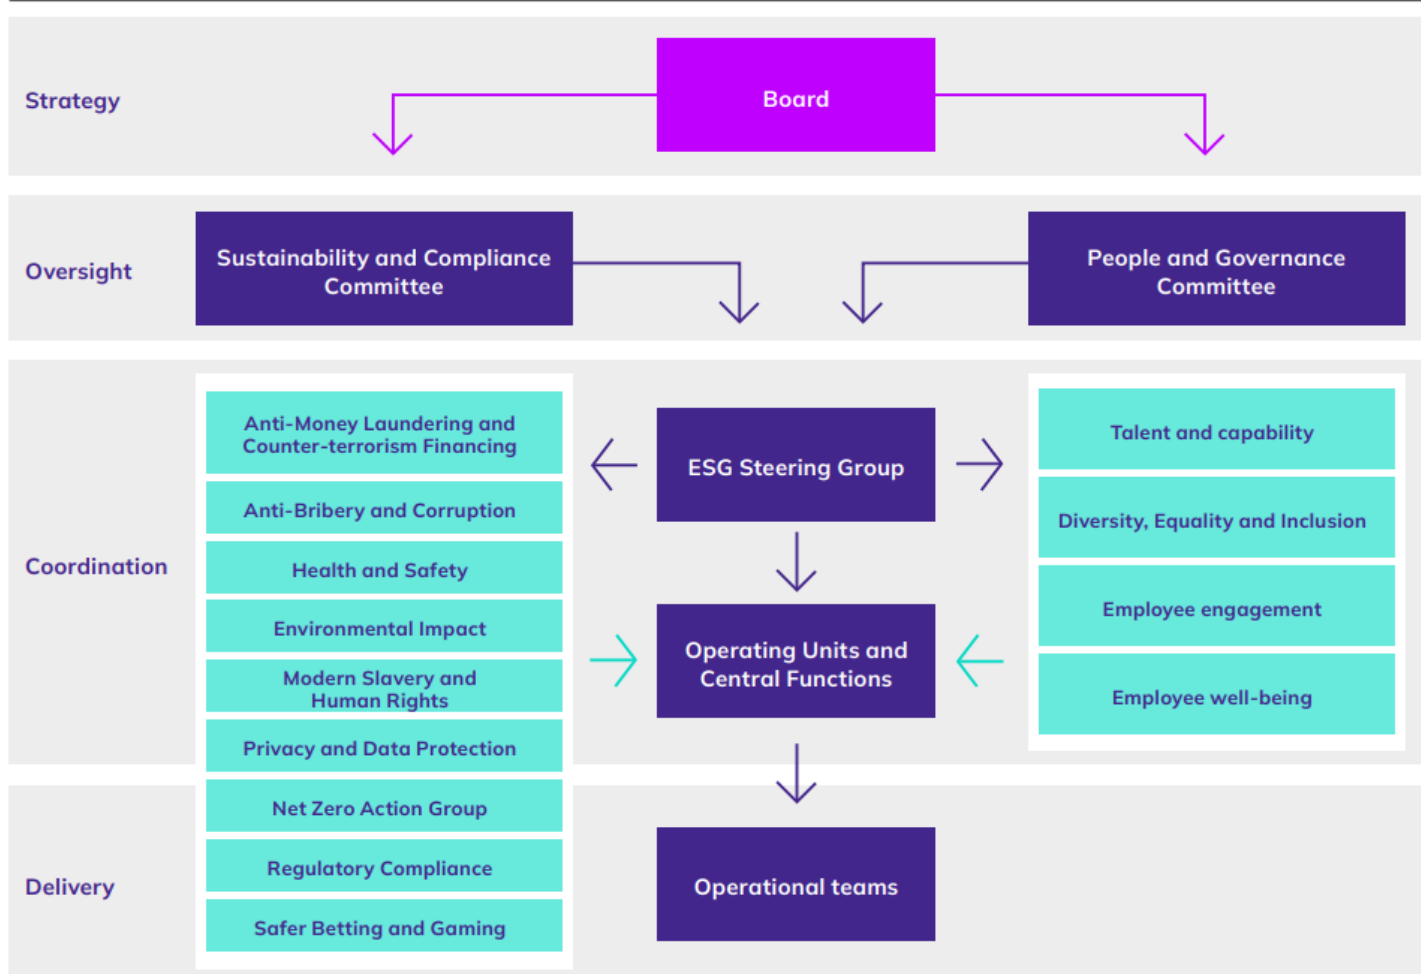 Strategy
Board
Oversight
Sustainability and Compliance
Committee
People and Governance
Committee
Coordination
Anti-Money Laundering and
Counter-terrorism Financing
Anti-Bribery and Corruption
Health and Safety
Environmental Impact
Modern Slavery and
Human Rights
Privacy and Data Protection
Net Zero Action Group
Regulatory Compliance
Safer Betting and Gaming
ESG Steering Group
Operating Units and
Central Functions
Talent and capability
Diversity, Equality and Inclusion
Employee engagement
Employee well-being
Delivery
Operational teams